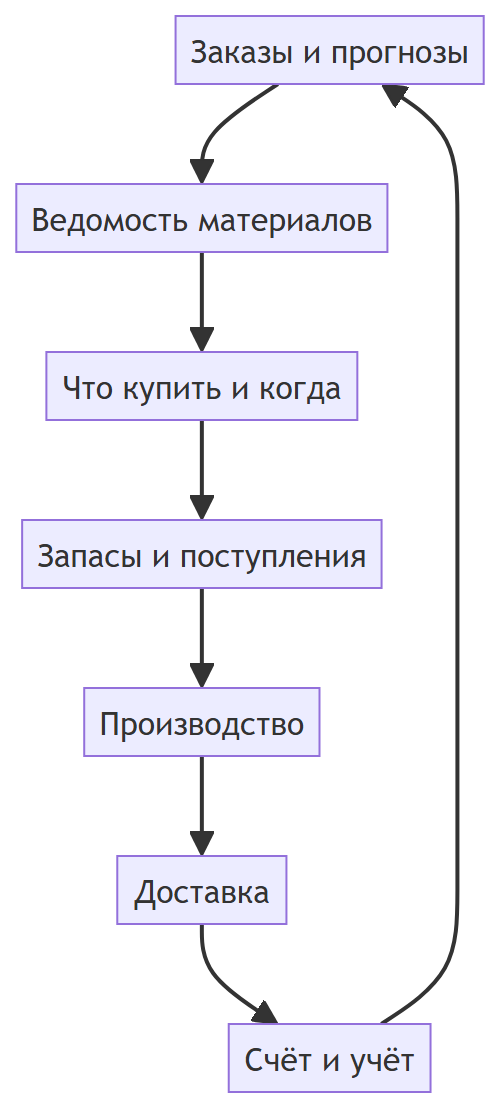 Заказы и прогнозы
Ведомость материалов
Что купить и когда
Запасы и поступления
Производство
Доставка
Счёт и учёт